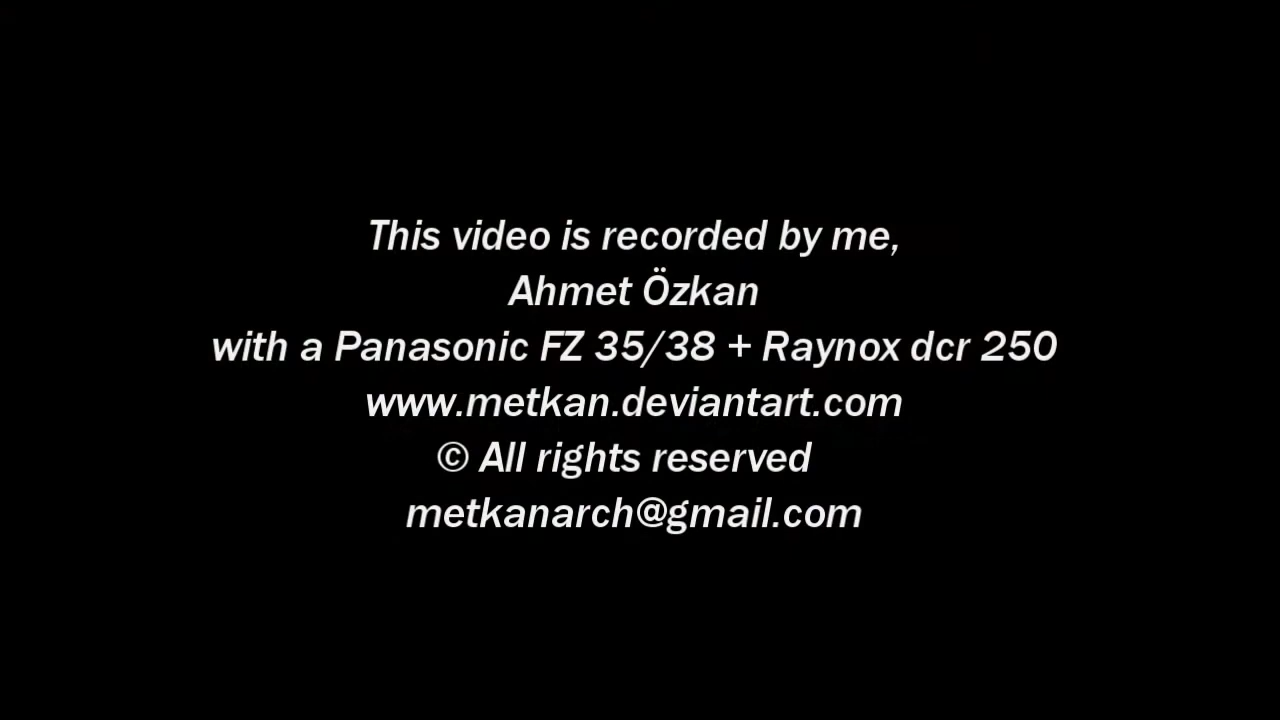 This video is recorded by me,
Ahmet Özkan
with a Panasonic FZ 35/38 + Raynox dcr 250
www.metkan.deviantart.com
© All rights reserved
metkanarch@gmail.com